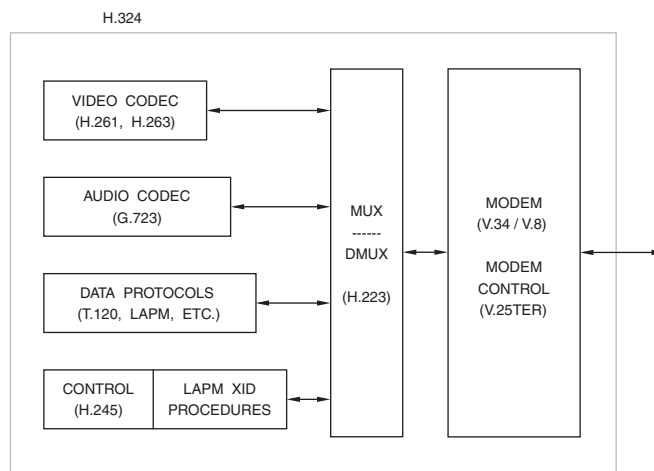 H.324
VIDEO CODEC
(H.261, H.263)
AUDIO CODEC
(G.723)
DATA PROTOCOLS
(T.120, LAPM, ETC.)
CONTROL
(H.245)
LAPM XID
PROCEDURES
MUX
------
DMUX
(H.223)
MODEM
(V.34 / V.8)
MODEM
CONTROL
(V.25TER)